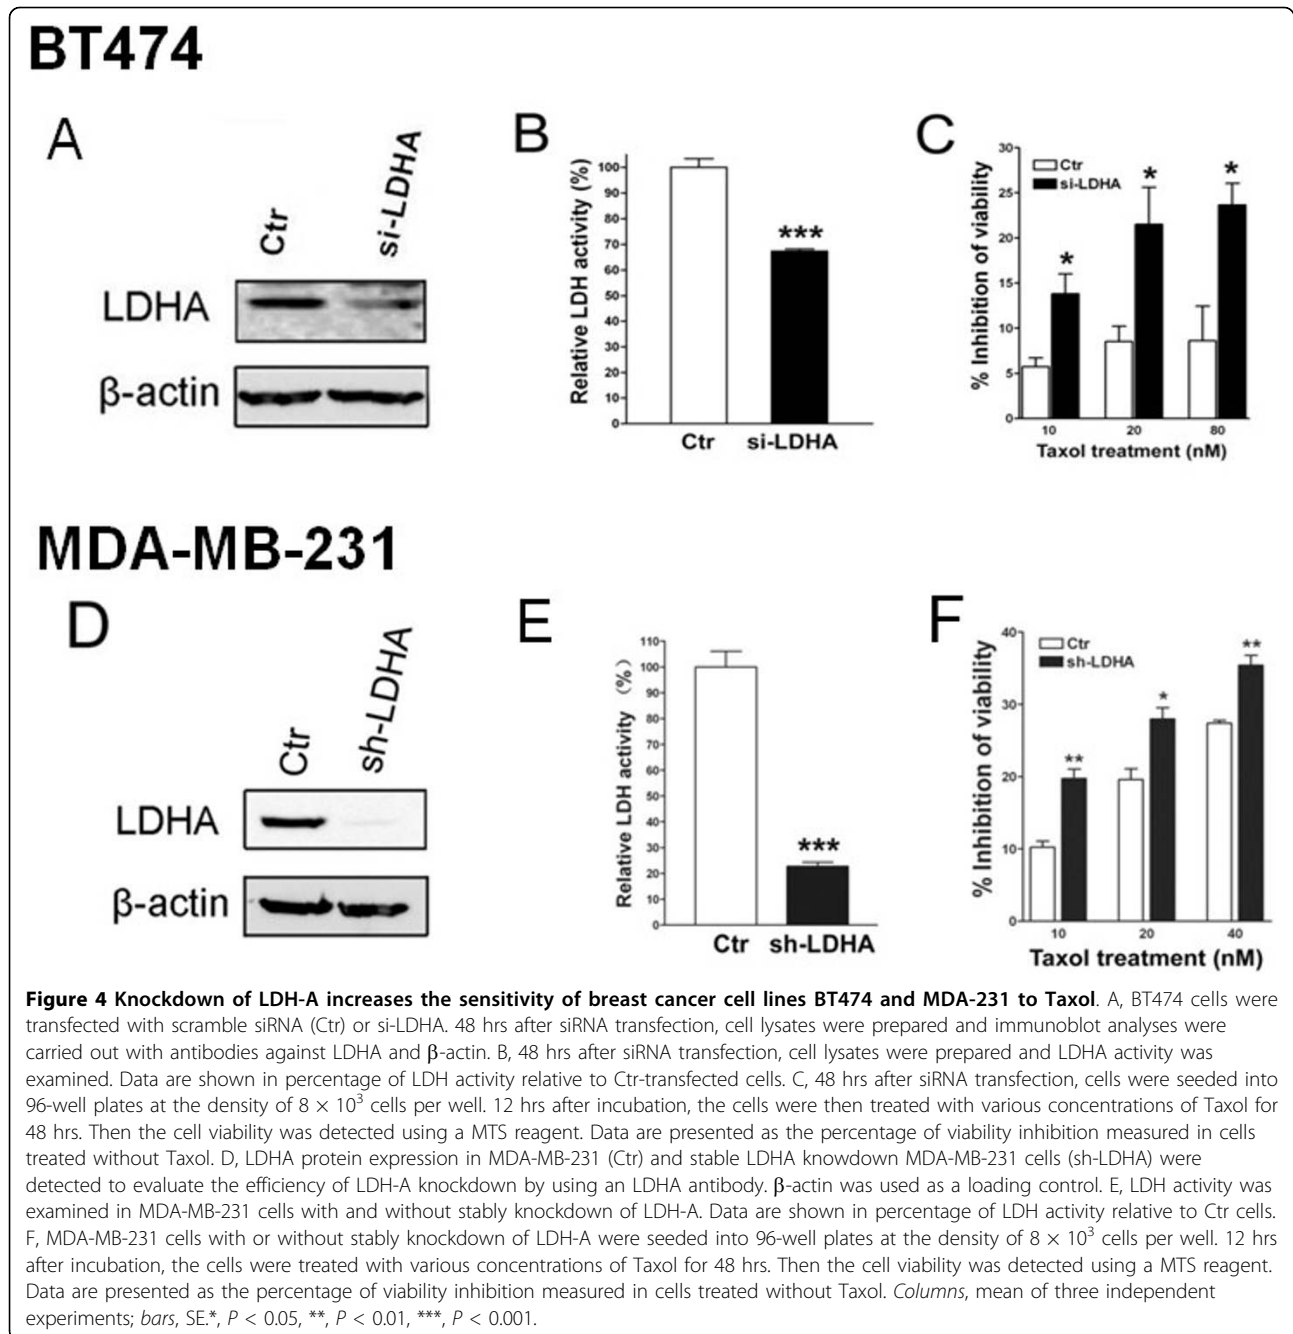 BT474
A
Ctr
si-LDHA
LDHA
β-actin
B
Relative LDH activity (%)
100
90
80
70
60
50
40
30
20
10
0
***
Ctr si-LDHA
C
% Inhibition of viability
30
25
20
15
10
5
0
Ctr
si-LDHA
*
*
*
10 20 80
Taxol treatment (nM)
MDA-MB-231
D
Ctr
sh-LDHA
LDHA
β-actin
E
Relative LDH activity (%)
110
100
90
80
70
60
50
40
30
20
10
0
***
Ctr sh-LDHA
F
% Inhibition of viability
40
30
20
10
0
Ctr
sh-LDHA
**
*
**
10 20 40
Taxol treatment (nM)
Figure 4 Knockdown of LDH-A increases the sensitivity of breast cancer cell lines BT474 and MDA-231 to Taxol. A, BT474 cells were
transfected with scramble siRNA (Ctr) or si-LDHA. 48 hrs after siRNA transfection, cell lysates were prepared and immunoblot analyses were
carried out with antibodies against LDHA and β-actin. B, 48 hrs after siRNA transfection, cell lysates were prepared and LDHA activity was
examined. Data are shown in percentage of LDH activity relative to Ctr-transfected cells. C, 48 hrs after siRNA transfection, cells were seeded into
96-well plates at the density of 8 × 10³ cells per well. 12 hrs after incubation, the cells were then treated with various concentrations of Taxol for
48 hrs. Then the cell viability was detected using a MTS reagent. Data are presented as the percentage of viability inhibition measured in cells
treated without Taxol. D, LDHA protein expression in MDA-MB-231 (Ctr) and stable LDHA knowdown MDA-MB-231 cells (sh-LDHA) were
detected to evaluate the efficiency of LDH-A knockdown by using an LDHA antibody. β-actin was used as a loading control. E, LDH activity was
examined in MDA-MB-231 cells with and without stably knockdown of LDH-A. Data are shown in percentage of LDH activity relative to Ctr cells.
F, MDA-MB-231 cells with or without stably knockdown of LDH-A were seeded into 96-well plates at the density of 8 × 10³ cells per well. 12 hrs
after incubation, the cells were treated with various concentrations of Taxol for 48 hrs. Then the cell viability was detected using a MTS reagent.
Data are presented as the percentage of viability inhibition measured in cells treated without Taxol. Columns, mean of three independent
experiments; bars, SE.*, P < 0.05, **, P < 0.01, ***, P < 0.001.